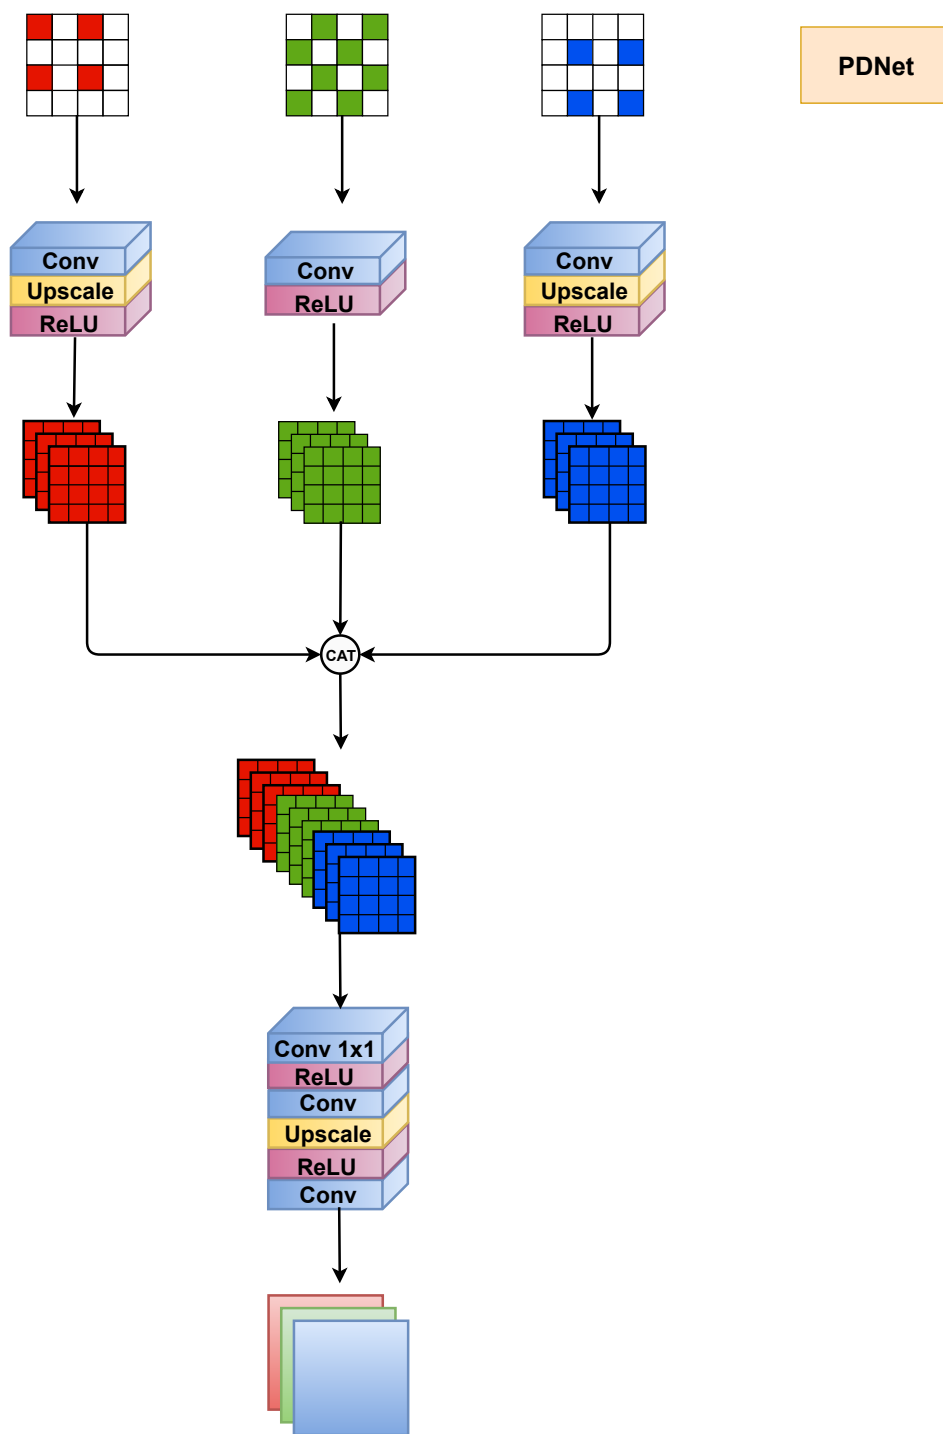 PDNet
Conv
Upscale
ReLU
Conv
ReLU
Conv
Upscale
ReLU
CAT
Conv 1x1
ReLU
Conv
Upscale
ReLU
Conv